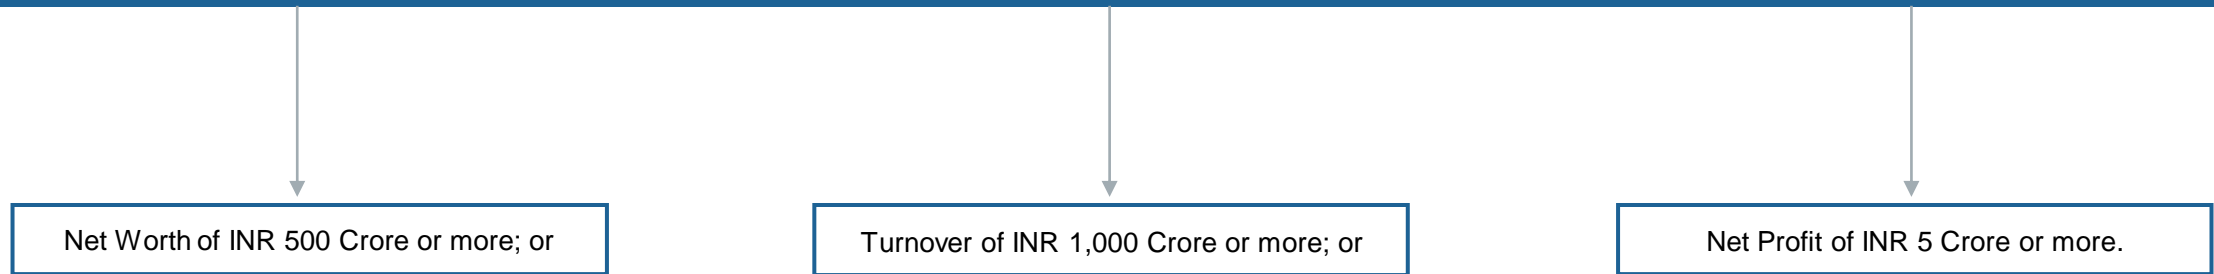 Net Worth of INR 500 Crore or more; or
Turnover of INR 1,000 Crore or more; or
Net Profit of INR 5 Crore or more.